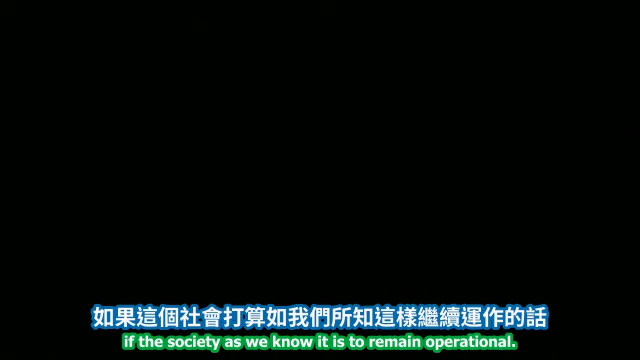 如果這個社會打算如我們所知這樣繼續運作的話
if the society as we know it is to remain operational.